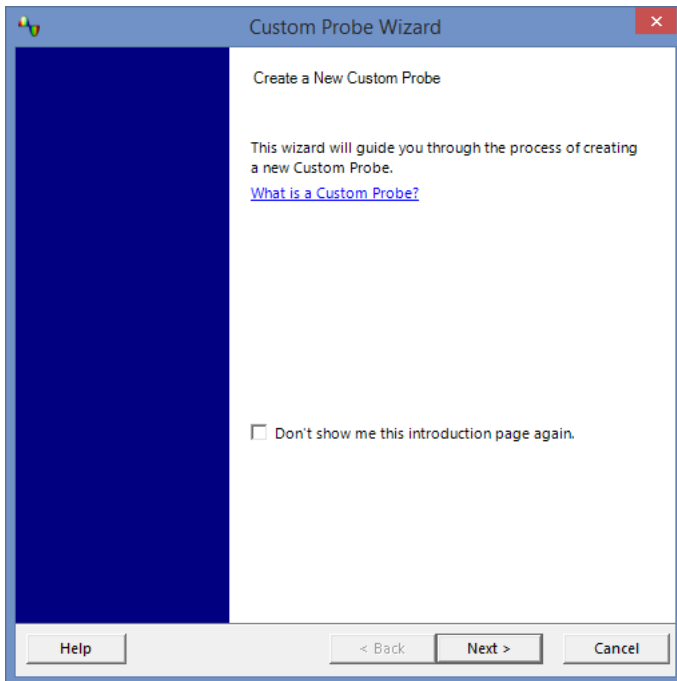 Custom Probe Wizard
Create a New Custom Probe
This wizard will guide you through the process of creating
a new Custom Probe.
What is a Custom Probe?
Don't show me this introduction page again.
Help
< Back
Next >
Cancel